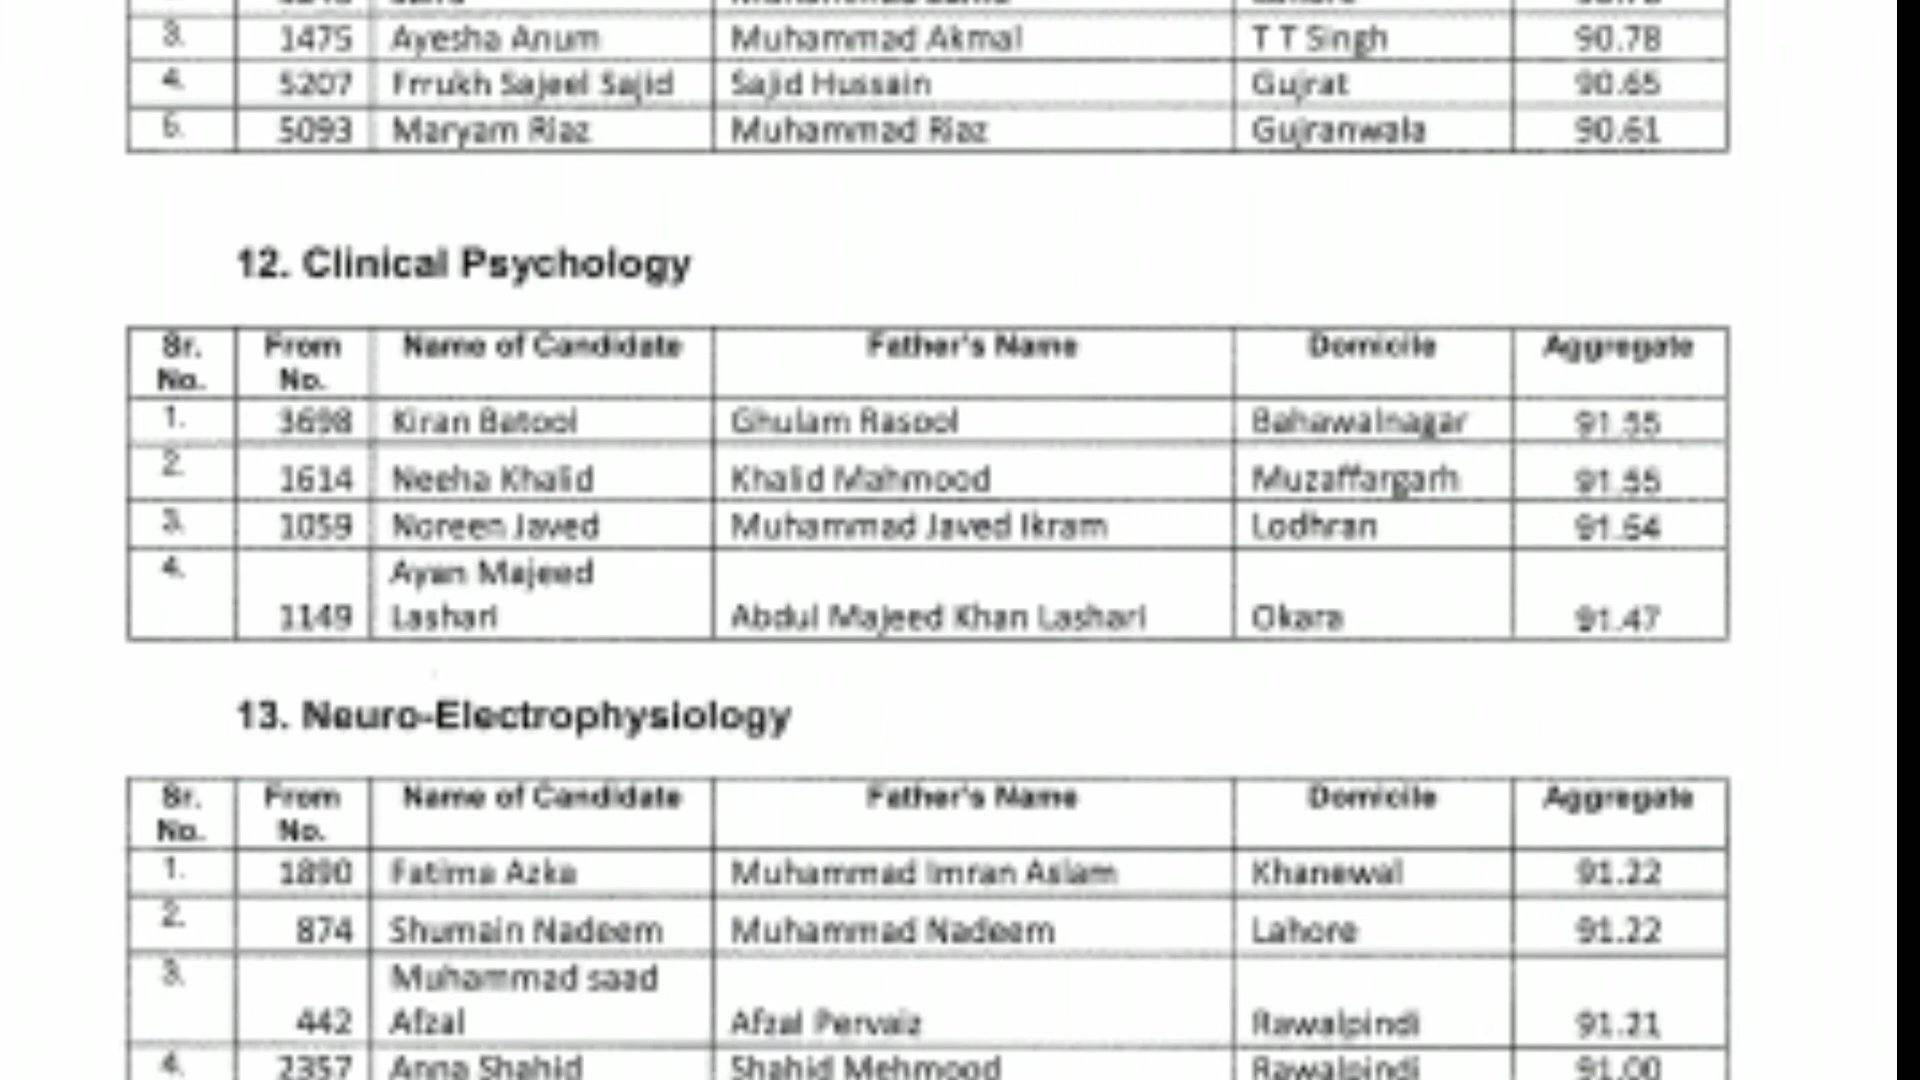 3. 1475 Ayesha Anum Muhammad Akmal T T Singh 90.78
4. 5207 Frrukh Sajeel Sajid Sajid Hussain Gujrat 90.65
5. 5093 Maryam Riaz Muhammad Riaz Gujranwala 90.61
12. Clinical Psychology
Sr. From Name of Candidate Father's Name Domicile Aggregate
No. No.
1. 3698 Kiran Batool Ghulam Rasool Bahawalnagar 91.55
2. 1614 Neeha Khalid Khalid Mahmood Muzaffargarh 91.55
3. 1059 Noreen Javed Muhammad Javed Ikram Lodhran 91.54
4. Ayan Majeed
1149 Lashari Abdul Majeed Khan Lashari Okara 91.47
13. Neuro-Electrophysiology
Sr. From Name of Candidate Father's Name Domicile Aggregate
No. No.
1. 1890 Fatima Azka Muhammad Imran Aslam Khanewal 91.22
2. 874 Shumain Nadeem Muhammad Nadeem Lahore 91.22
3. Muhammad saad
442 Afzal Afzal Pervaiz Rawalpindi 91.21
4. 2357 Anna Shahid Shahid Mehmood Rawalpindi 91.00